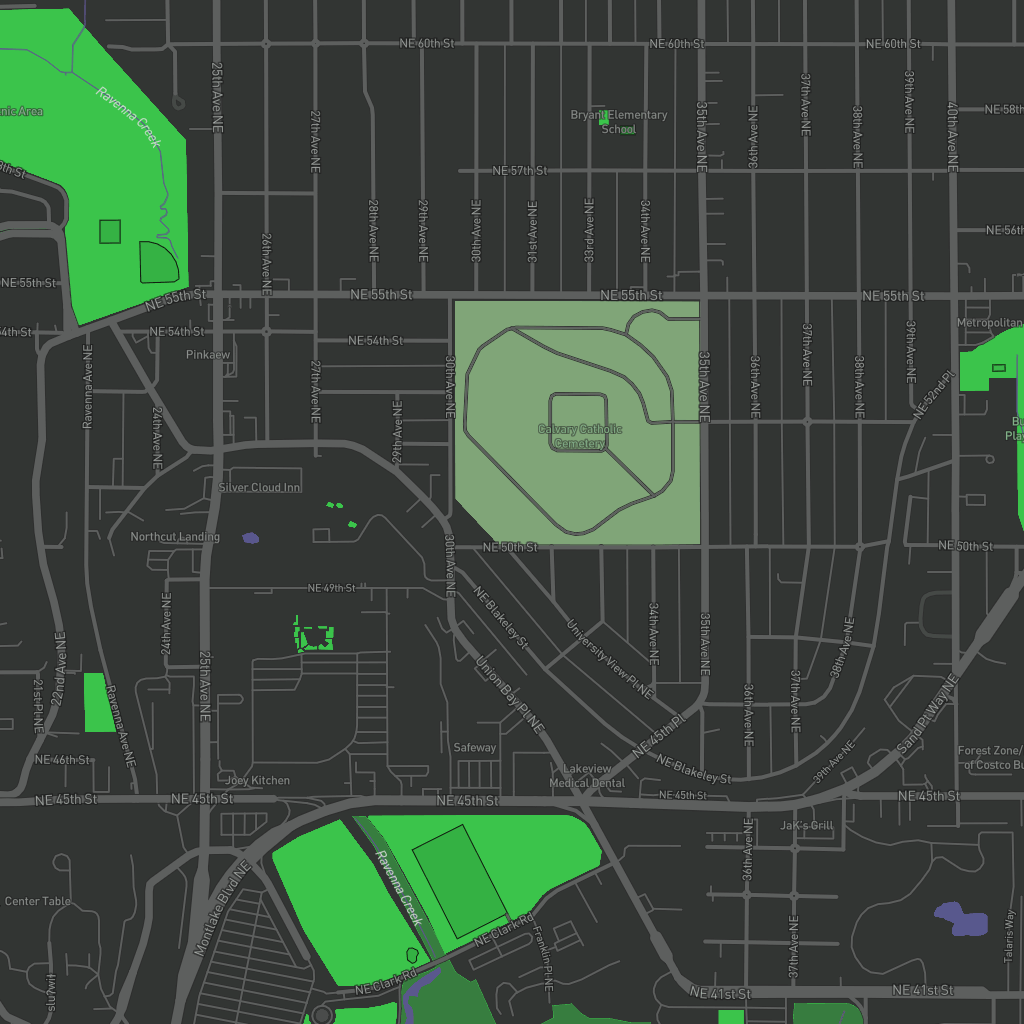 NE 60th St
NE 60th St
NE 60th St
25th Ave NE
Ravenna Creek
nic Area
27th Ave NE
Bryant Elementary
School
35th Ave NE
36th Ave NE
37th Ave NE
38th Ave NE
39th Ave NE
40th Ave NE
NE 58th
NE 57th St
26th Ave NE
28th Ave NE
29th Ave NE
30th Ave NE
31st Ave NE
33rd Ave NE
34th Ave NE
NE 56th
NE 55th St
NE 55th St
NE 55th St
NE 55th St
NE 55th St
54th St
NE 54th St
NE 54th St
Pinkaew
Metropolitan
Ravenna Ave NE
24th Ave NE
27th Ave NE
29th Ave NE
30th Ave NE
35th Ave NE
36th Ave NE
37th Ave NE
38th Ave NE
39th Ave NE
NE 52nd Pl
Calvary Catholic
Cemetery
Bu
Play
Silver Cloud Inn
Northcut Landing
NE 50th St
NE 50th St
30th Ave NE
NE 49th St
24th Ave NE
25th Ave NE
NE Blakeley St
University View Pl NE
34th Ave NE
35th Ave NE
38th Ave NE
22nd Ave NE
21st Pl NE
Ravenna Ave NE
Union Bay Pl NE
36th Ave NE
37th Ave NE
Sand Pt Way NE
NE 45th Pl
Safeway
NE 46th St
Joey Kitchen
Lakeview
Medical Dental
NE Blakeley St
39th Ave NE
Forest Zone/
of Costco Bu
NE 45th St
NE 45th St
NE 45th St
NE 45th St
NE 45th St
JaK's Grill
36th Ave NE
Ravenna Creek
Center Table
Montlake Blvd NE
NE Clark Rd
Franklin Pl NE
37th Ave NE
Talaris Way
NE Clark Rd
sluʔwił
NE 41st St
NE 41st St